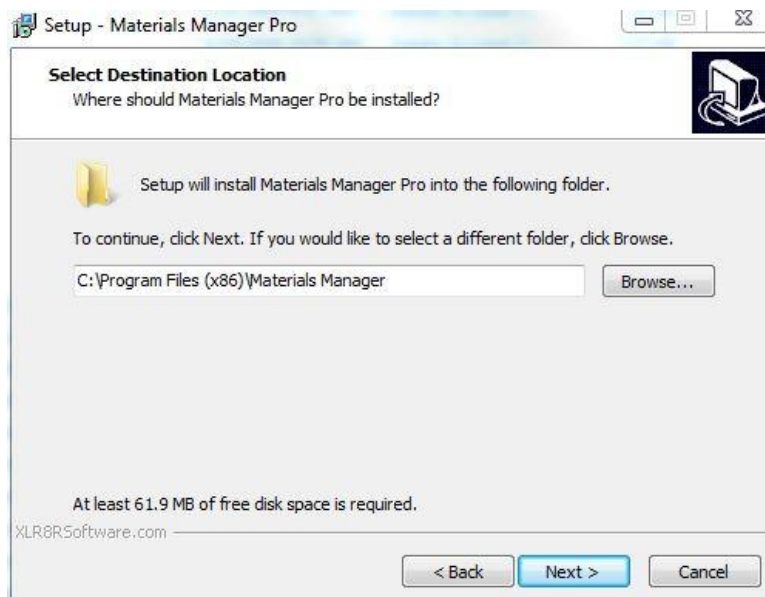 Setup - Materials Manager Pro
Select Destination Location
Where should Materials Manager Pro be installed?
Setup will install Materials Manager Pro into the following folder.
To continue, click Next. If you would like to select a different folder, click Browse.
C:\Program Files (x86)\Materials Manager
Browse...
At least 61.9 MB of free disk space is required.
XLR8RSoftware.com
< Back
Next >
Cancel